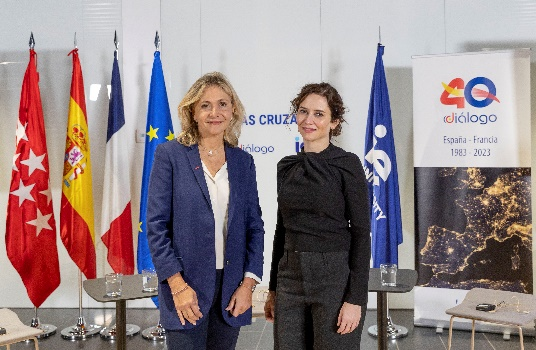 AS CRUZA
diálogo
40
diálogo
España - Francia
1983 - 2023